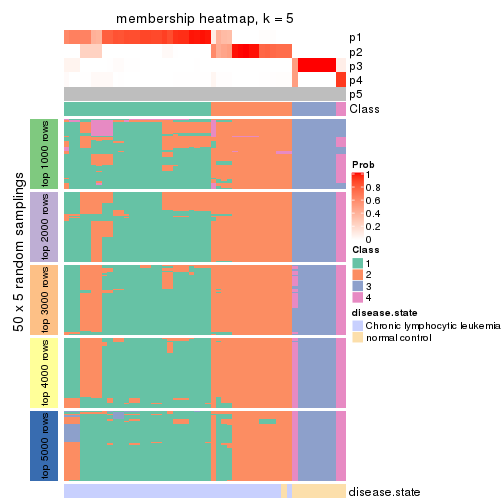 membership heatmap, k = 5
p1
p2
p3
p4
p5
Class
50 x 5 random samplings
top 1000 rows
top 2000 rows
top 3000 rows
top 4000 rows
top 5000 rows
disease.state
Prob
1
0.8
0.6
0.4
0.2
0
Class
1
2
3
4
disease.state
Chronic lymphocytic leukemia
normal control